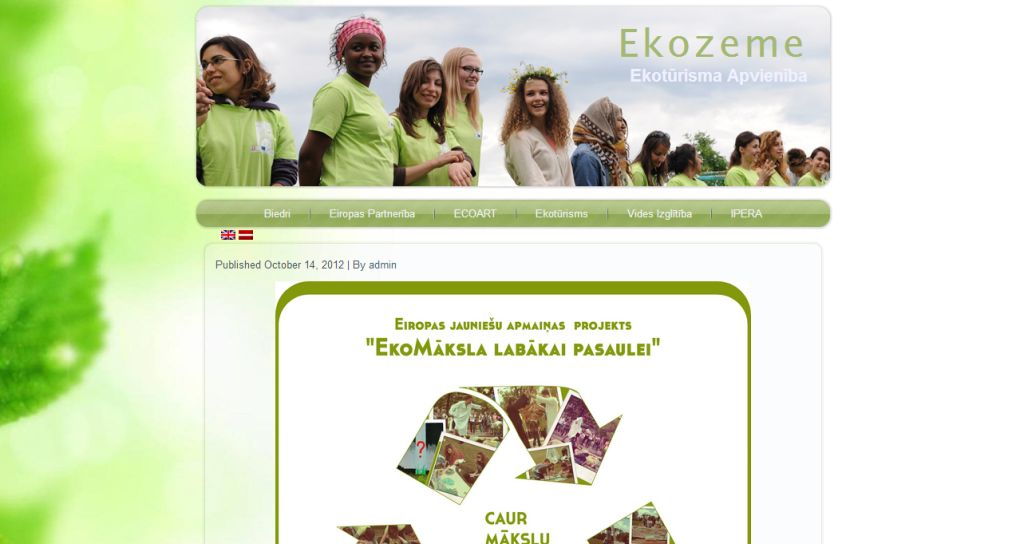 Ekozeme
Ekotūrisma Apvienība
Biedri
Eiropas Partnerība
ECOART
Ekotūrisms
Vides Izglītība
IPERA
Published October 14, 2012 | By admin
Eiropas jauniešu apmaiņas projekts
"EkoMāksla labākai pasaulei"
?
CAUR
MĀKSLU